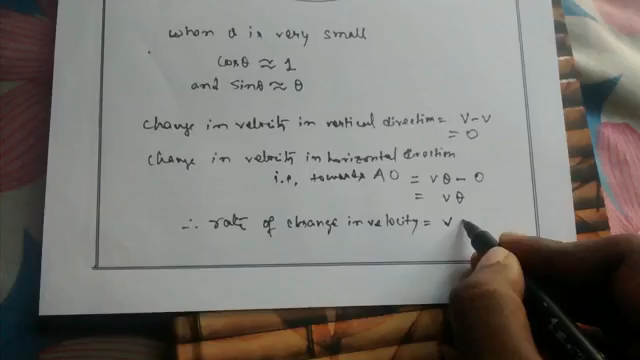 when θ is very small
cosθ ≈ 1
and sinθ ≈ θ
change in velocity in vertical direction = v-v
= 0
change in velocity in horizontal direction
i.e, towards AO = vθ - 0
= vθ
∴ rate of change in velocity = v